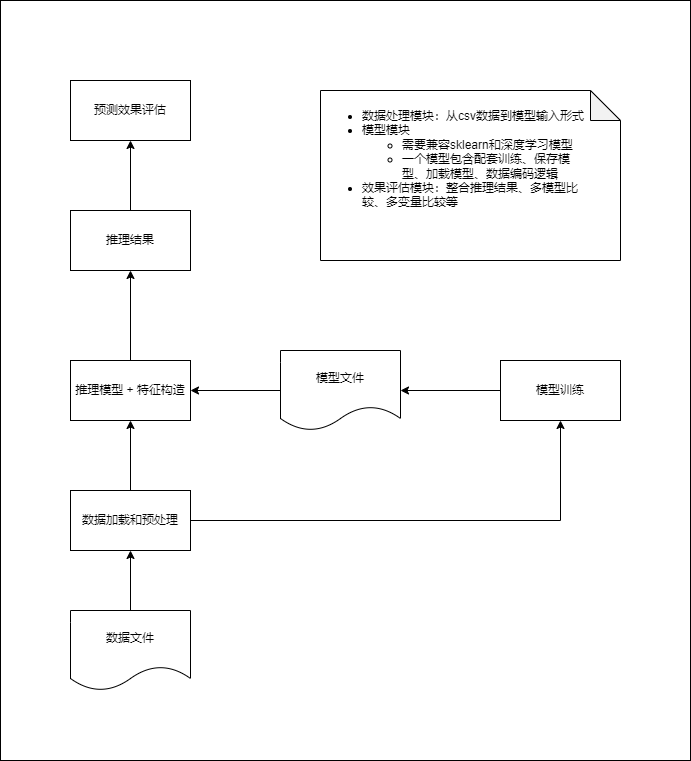 预测效果评估
数据处理模块：从csv数据到模型输入形式
模型模块
需要兼容sklearn和深度学习模型
一个模型包含配套训练、保存模
型、加载模型、数据编码逻辑
效果评估模块：整合推理结果、多模型比
较、多变量比较等
推理结果
推理模型 + 特征构造
模型文件
模型训练
数据加载和预处理
数据文件